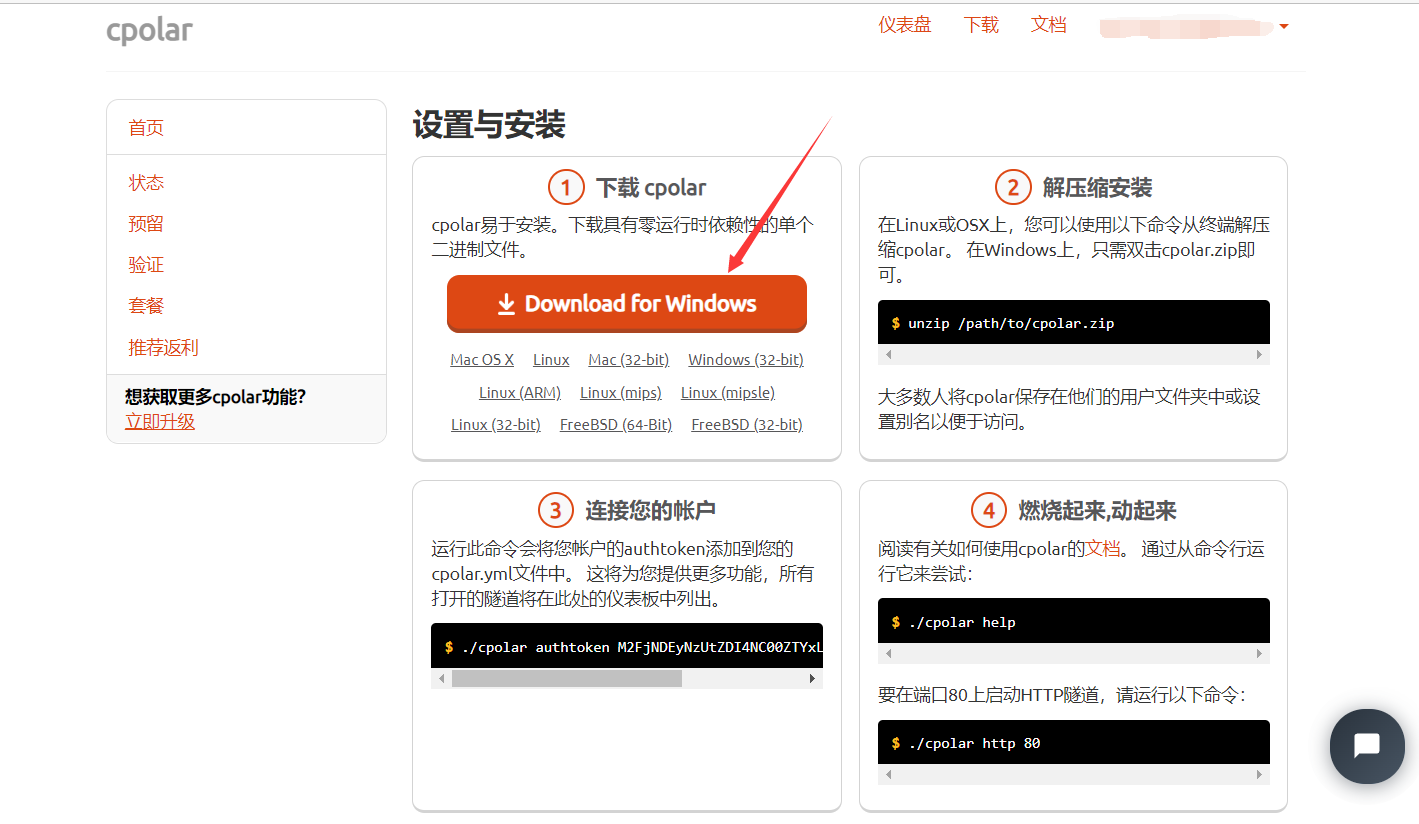 cpolar
仪表盘 下载 文档
首页
状态
预留
验证
套餐
推荐返利
想获取更多cpolar功能?
立即升级
设置与安装
1 下载 cpolar
cpolar易于安装。下载具有零运行时依赖性的单个
二进制文件。
Download for Windows
Mac OS X Linux Mac (32-bit) Windows (32-bit)
Linux (ARM) Linux (mips) Linux (mipsle)
Linux (32-bit) FreeBSD (64-Bit) FreeBSD (32-bit)
2 解压缩安装
在Linux或OSX上，您可以使用以下命令从终端解压
缩cpolar。 在Windows上，只需双击cpolar.zip即
可。
$ unzip /path/to/cpolar.zip
大多数人将cpolar保存在他们的用户文件夹中或设
置别名以便于访问。
3 连接您的帐户
运行此命令会将您帐户的authtoken添加到您的
cpolar.yml文件中。 这将为您提供更多功能，所有
打开的隧道将在此处的仪表板中列出。
$ ./cpolar authtoken M2FjNDEyNzUtZDI4NC00ZTYxL
4 燃烧起来,动起来
阅读有关如何使用cpolar的文档。 通过从命令行运
行它来尝试：
$ ./cpolar help
要在端口80上启动HTTP隧道，请运行以下命令：
$ ./cpolar http 80